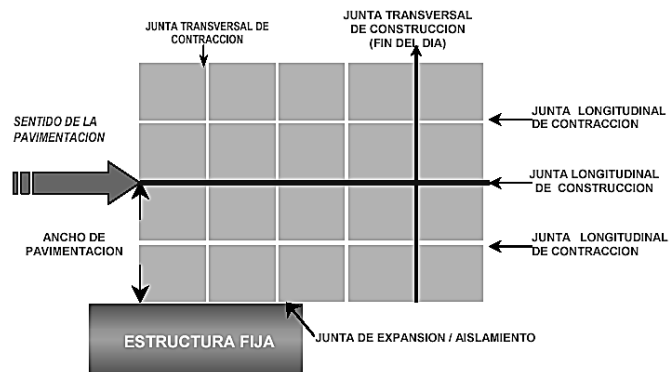 JUNTA TRANSVERSAL DE
CONTRACCION
JUNTA TRANSVERSAL
DE CONSTRUCCION
(FIN DEL DIA)
SENTIDO DE LA
PAVIMENTACION
JUNTA LONGITUDINAL
DE CONTRACCION
JUNTA LONGITUDINAL
DE CONSTRUCCION
ANCHO DE
PAVIMENTACION
JUNTA LONGITUDINAL
DE CONTRACCION
ESTRUCTURA FIJA
JUNTA DE EXPANSION / AISLAMIENTO